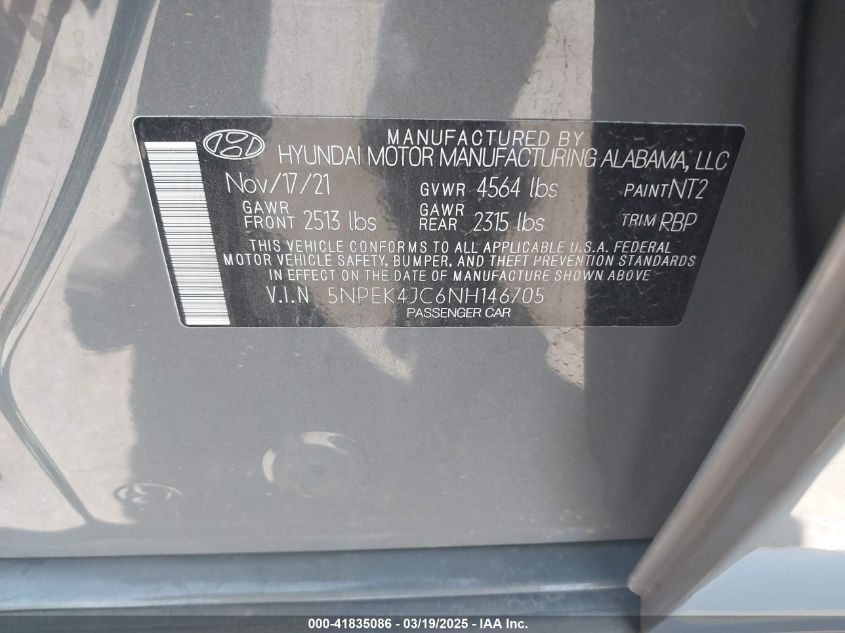 MANUFACTURED BY
HYUNDAI MOTOR MANUFACTURING ALABAMA, LLC
Nov/17/21 GVWR 4564 lbs PAINT NT2
GAWR FRONT 2513 lbs GAWR REAR 2315 lbs TRIM RBP
THIS VEHICLE CONFORMS TO ALL APPLICABLE U.S.A. FEDERAL
MOTOR VEHICLE SAFETY, BUMPER, AND THEFT PREVENTION STANDARDS
IN EFFECT ON THE DATE OF MANUFACTURE SHOWN ABOVE
V.I.N 5NPEK4JC6NH146705
PASSENGER CAR
000-41835086 - 03/19/2025 - IAA Inc.